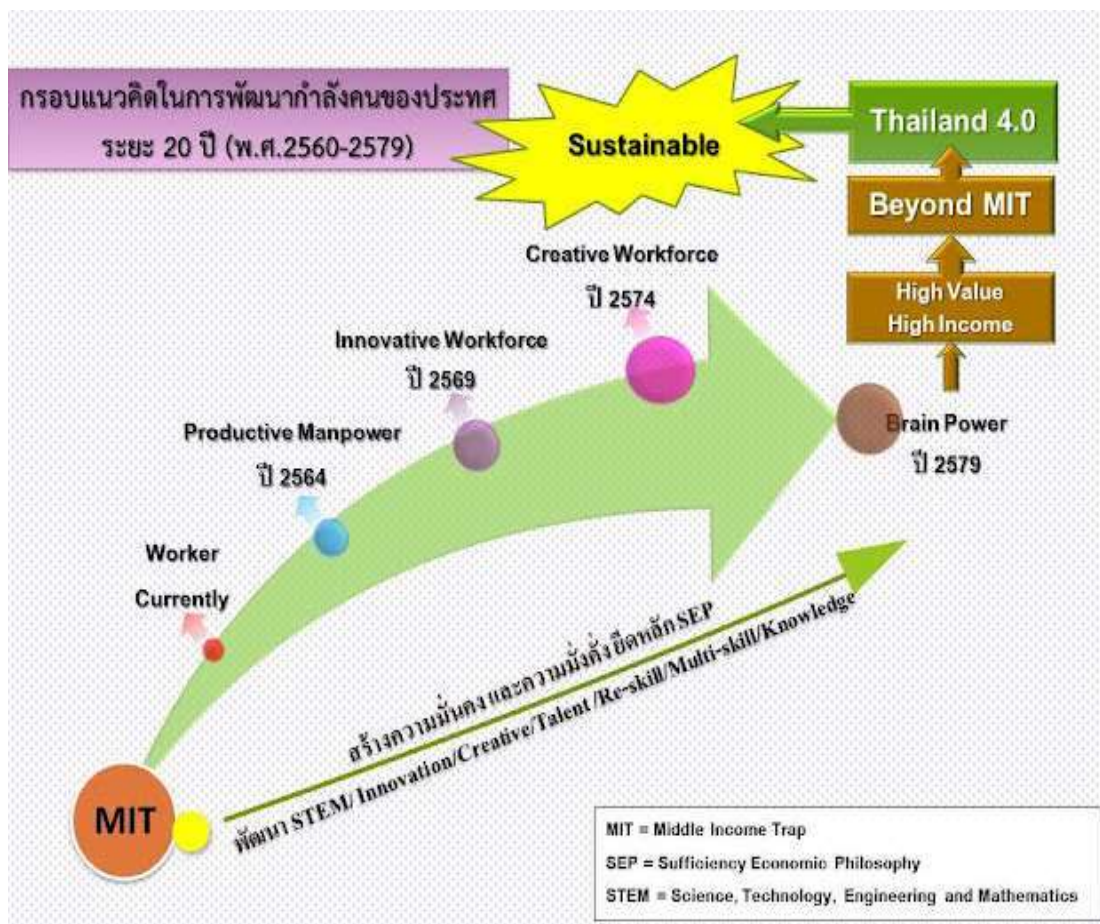 กรอบแนวคิดในการพัฒนากำลังคนของประทศ
ระยะ 20 ปี (พ.ศ.2560-2579)
Sustainable
Thailand 4.0
Beyond MIT
High Value
High Income
Creative Workforce
ปี 2574
Innovative Workforce
ปี 2569
Productive Manpower
ปี 2564
Worker
Currently
Brain Power
ปี 2579
สร้างความมั่นคง และความมั่งคั่ง ยึดหลัก SEP
พัฒนา STEM/ Innovation/Creative/Talent /Re-skill/Multi-skill/Knowledge
MIT
MIT = Middle Income Trap
SEP = Sufficiency Economic Philosophy
STEM = Science, Technology, Engineering and Mathematics